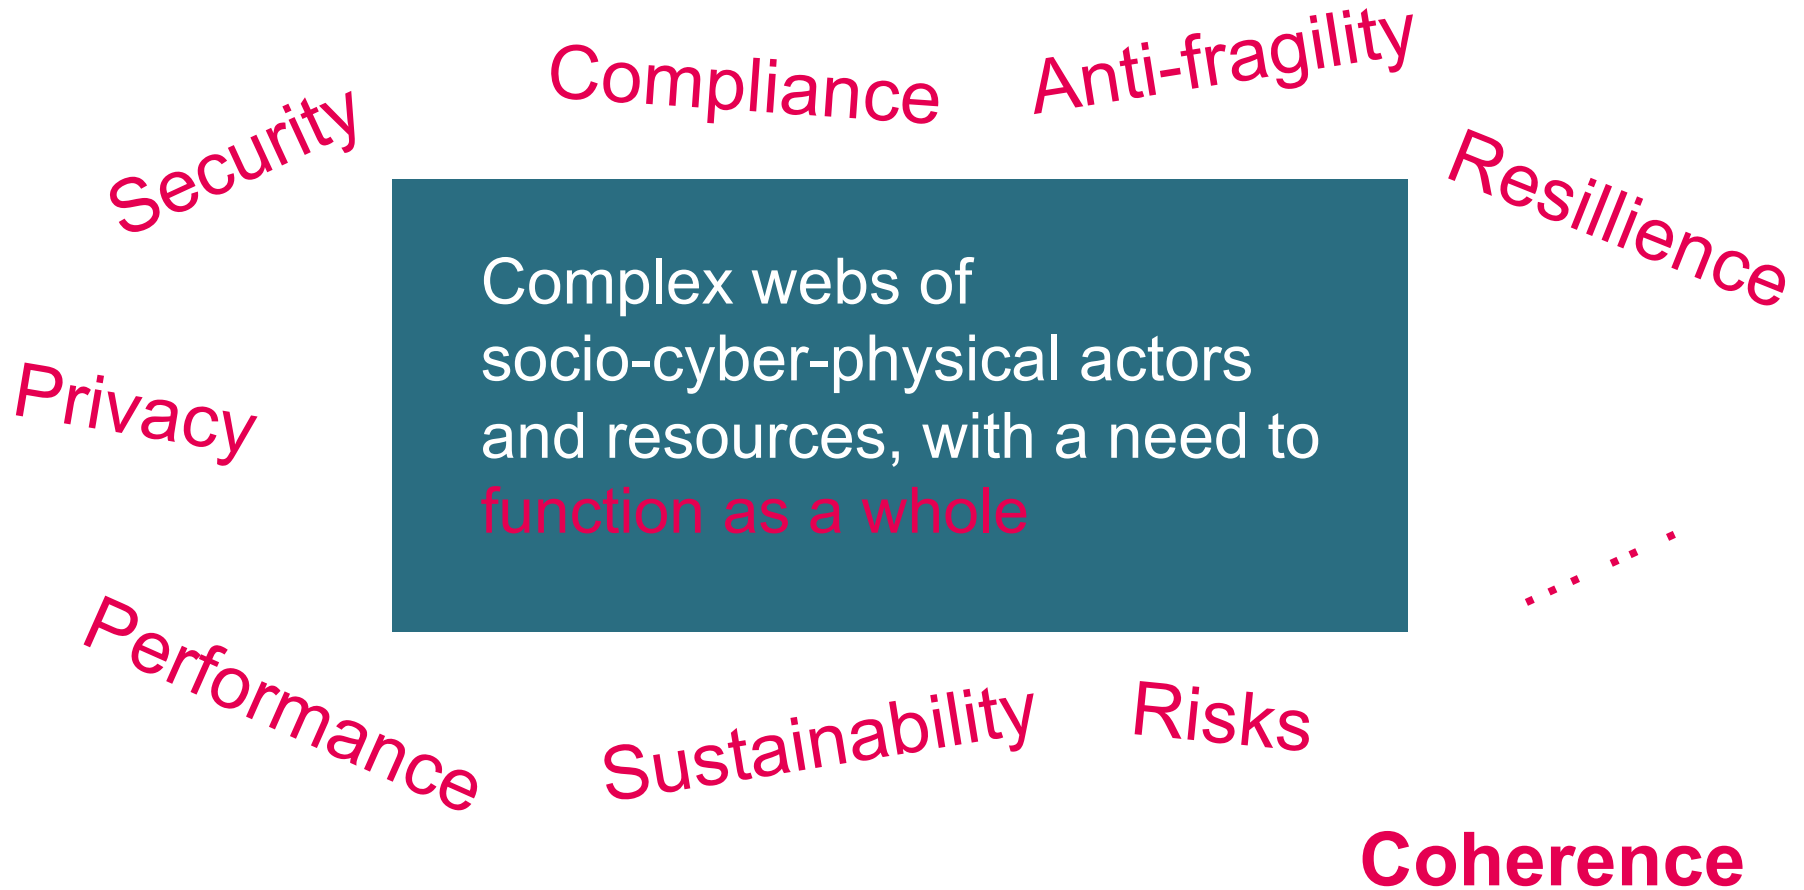 Compliance
Anti-fragility
Security
Resillience
Complex webs of
socio-cyber-physical actors
and resources, with a need to
function as a whole
Privacy
... .. .
Performance
Sustainability
Risks
Coherence